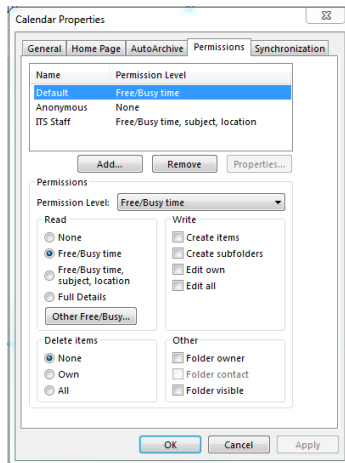 Calendar Properties
General Home Page AutoArchive Permissions Synchronization
Name Permission Level
Default Free/Busy time
Anonymous None
ITS Staff Free/Busy time, subject, location
Add... Remove Properties...
Permissions
Permission Level: Free/Busy time
Read Write
None Create items
Free/Busy time Create subfolders
Free/Busy time, subject, location Edit own
Full Details Edit all
Other Free/Busy...
Delete items Other
None Folder owner
Own Folder contact
All Folder visible
OK Cancel Apply